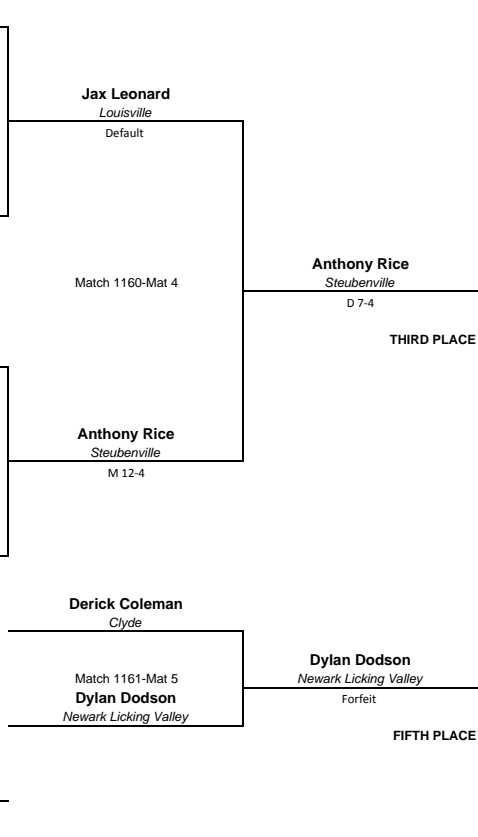 Jax Leonard
Louisville
Default
Match 1160-Mat 4
Anthony Rice
Steubenville
D 7-4
THIRD PLACE
Anthony Rice
Steubenville
M 12-4
Derick Coleman
Clyde
Match 1161-Mat 5
Dylan Dodson
Newark Licking Valley
Dylan Dodson
Newark Licking Valley
Forfeit
FIFTH PLACE